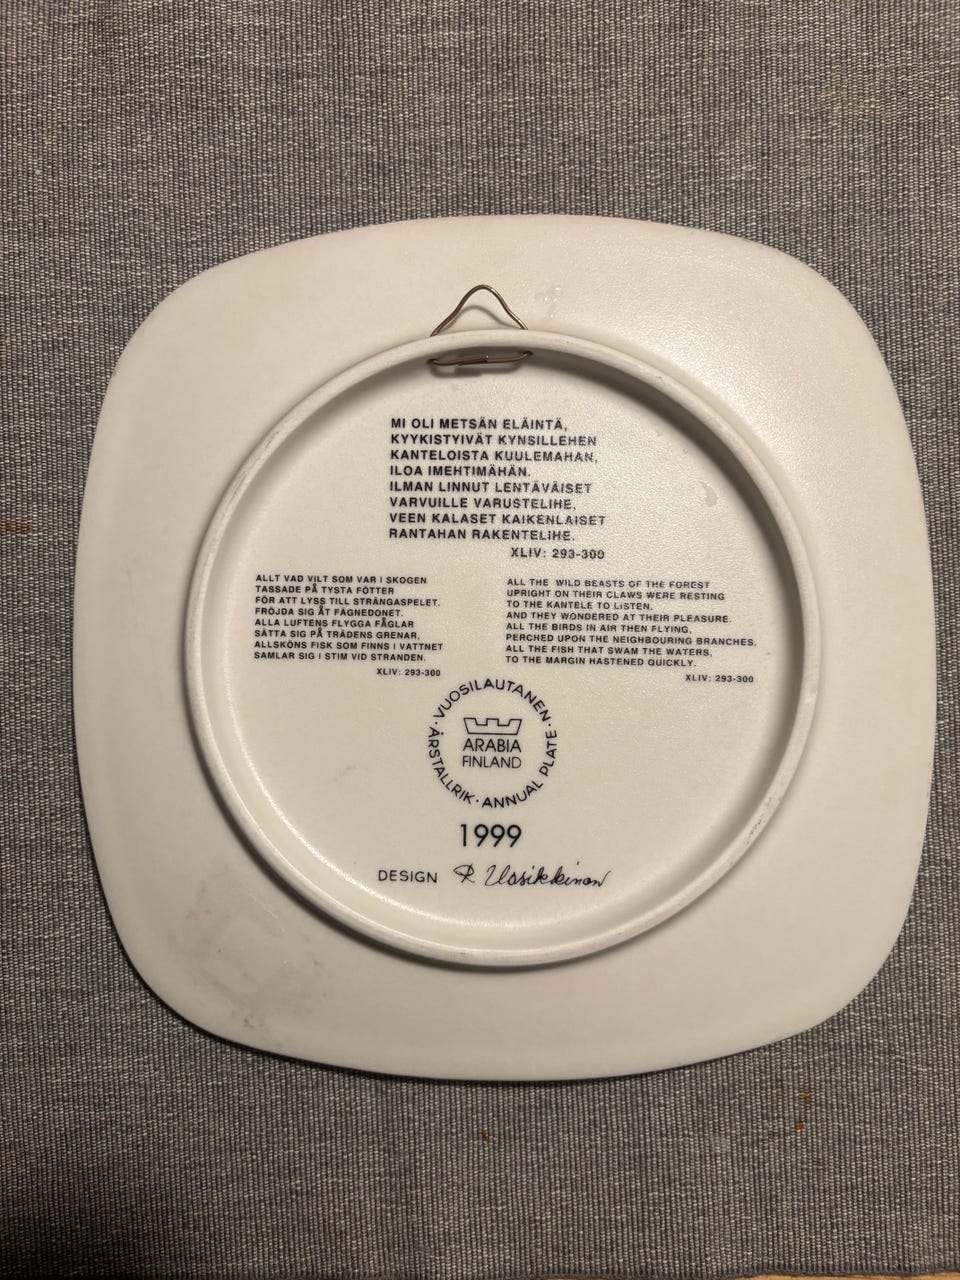 MI OLI METSÄN ELÄINTÄ,
KYYKISTYIVÄT KYNSILLEHEN
KANTELOISTA KUULEMAHAN,
ILOA IMEHTIMÄHÄN.
ILMAN LINNUT LENTÄVÄISET
VARVUILLE VARUSTELIHE,
VEEN KALASET KAIKENLAISET
RANTAHAN RAKENTELIHE.
XLIV: 293-300
ALLT VAD VILT SOM VAR I SKOGEN
TASSADE PÅ TYSTA FÖTTER
FÖR ATT LYSS TILL STRÄNGASPELET.
FRÖJDA SIG ÅT FÄGNEDONET.
ALLA LUFTENS FLYGGA FÅGLAR
SATTA SIG PÅ TRÄDENS GRENAR,
ALLSKÖNS FISK SOM FINNS I VATTNET
SAMLAR SIG I STIM VID STRANDEN.
XLIV: 293-300
ALL THE WILD BEASTS OF THE FOREST
UPRIGHT ON THEIR CLAWS WERE RESTING
TO THE KANTELE TO LISTEN,
AND THEY WONDERED AT THEIR PLEASURE.
ALL THE BIRDS IN AIR THEN FLYING,
PERCHED UPON THE NEIGHBOURING BRANCHES,
ALL THE FISH THAT SWAM THE WATERS,
TO THE MARGIN HASTENED QUICKLY.
XLIV: 293-300
· VUOSILAUTANEN · ANNUAL PLATE · ÅRSTALLRIK
ARABIA
FINLAND
1999
DESIGN R Uosikkinen